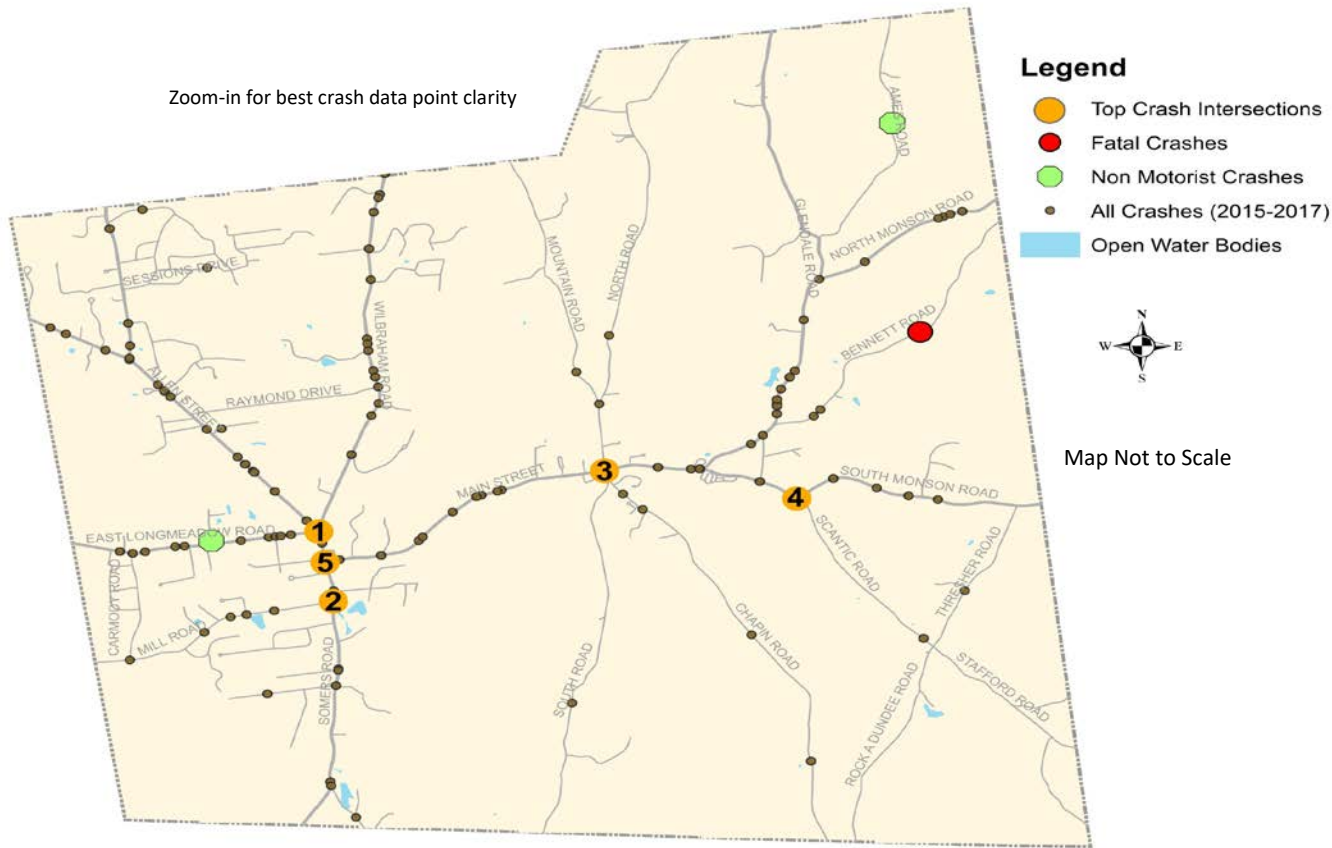 Zoom-in for best crash data point clarity
Legend
Top Crash Intersections
Fatal Crashes
Non Motorist Crashes
All Crashes (2015-2017)
Open Water Bodies
N
W
E
S
Map Not to Scale
AMES ROAD
GLENDALE ROAD
NORTH MONSON ROAD
MOUNTAIN ROAD
NORTH ROAD
SESSIONS DRIVE
WILBRAHAM ROAD
BENNETT ROAD
ALLEN STREET
RAYMOND DRIVE
MAIN STREET
3
SOUTH MONSON ROAD
4
EAST LONGMEADOW ROAD
1
SCANTIC ROAD
5
THRESHER ROAD
2
CARMODY ROAD
MILL ROAD
CHAPIN ROAD
SOMERS ROAD
SOUTH ROAD
STAFFORD ROAD
ROCK A DUNDEE ROAD